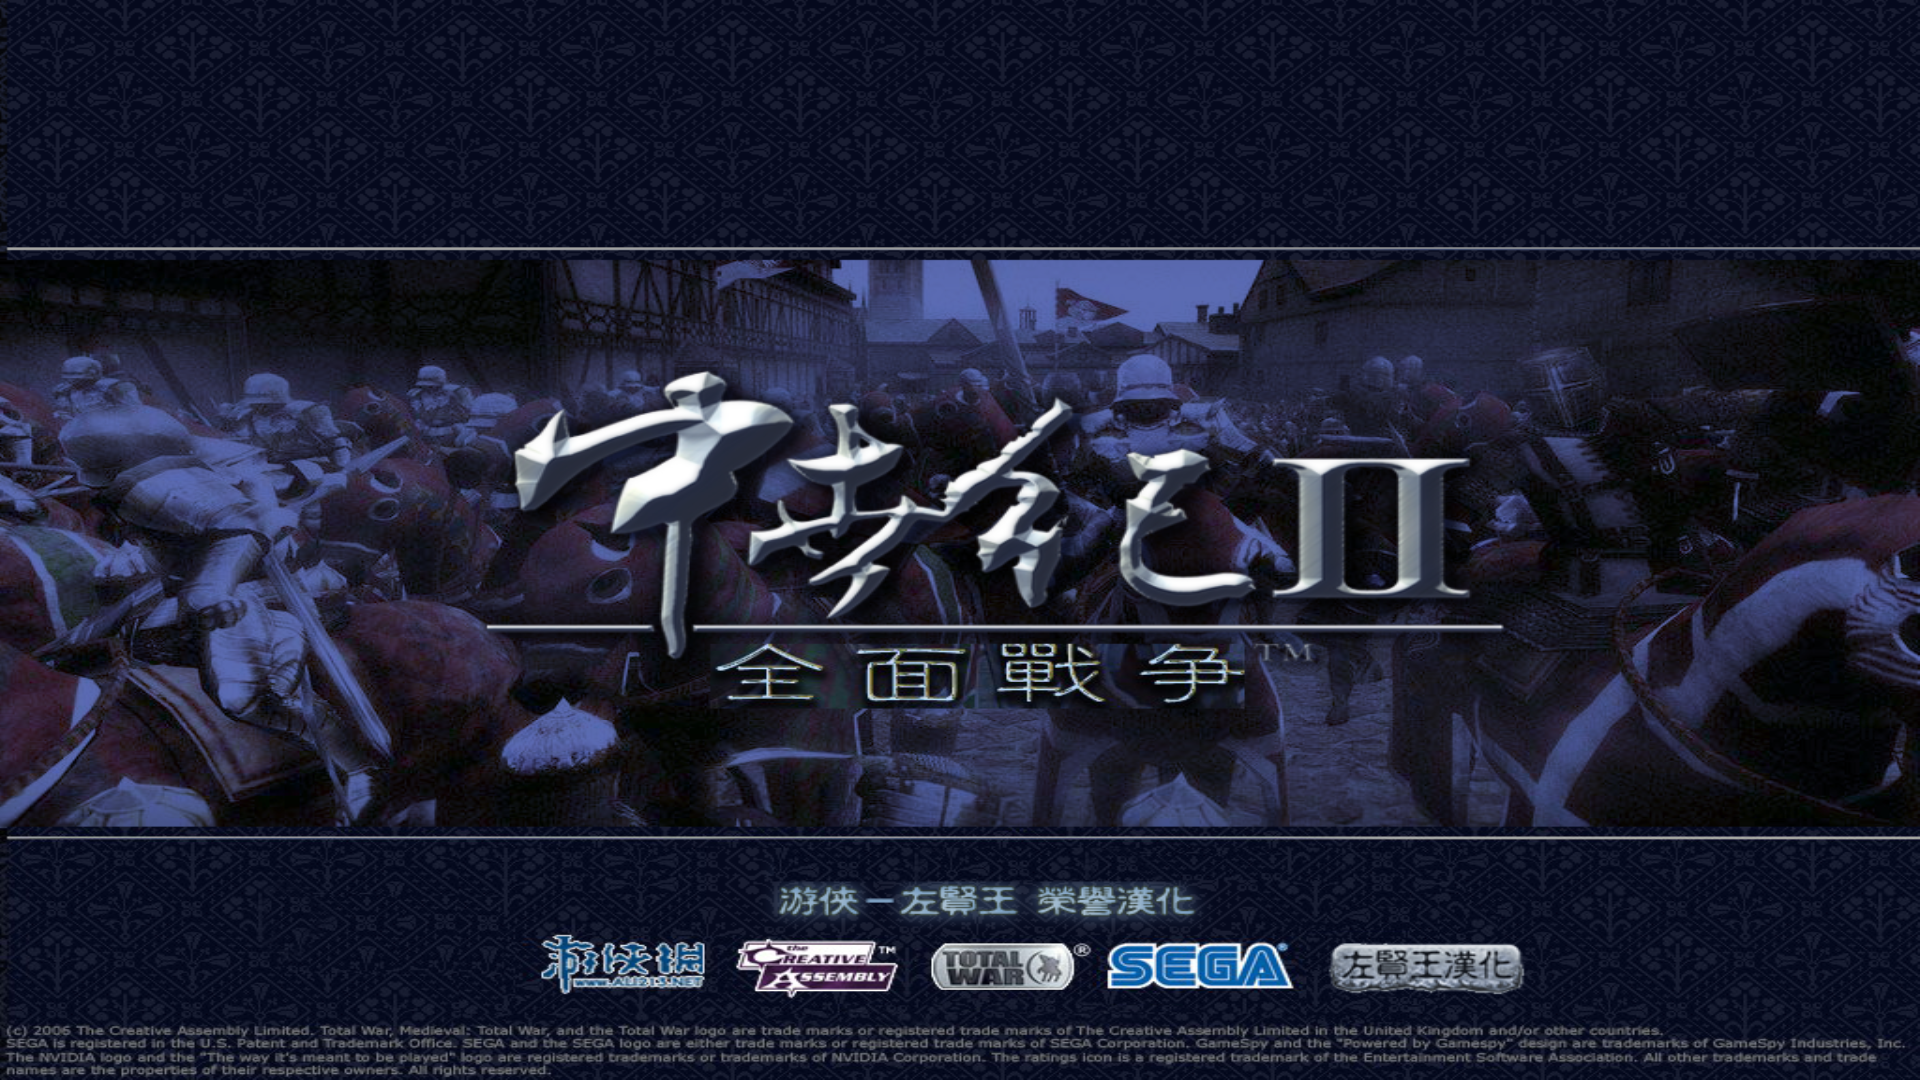 中世纪II
全面戰争™
游侠－左賢王 榮譽漢化
游侠網 the CREATIVE ASSEMBLY™ TOTAL WAR® SEGA® 左賢王漢化
www.ALI213.NET
(c) 2006 The Creative Assembly Limited. Total War, Medieval: Total War, and the Total War logo are trade marks or registered trade marks of The Creative Assembly Limited in the United Kingdom and/or other countries.
SEGA is registered in the U.S. Patent and Trademark Office. SEGA and the SEGA logo are either trade marks or registered trade marks of SEGA Corporation. GameSpy and the "Powered by Gamespy" design are trademarks of GameSpy Industries, Inc.
The NVIDIA logo and the "The way it's meant to be played" logo are registered trademarks or trademarks of NVIDIA Corporation. The ratings icon is a registered trademark of the Entertainment Software Association. All other trademarks and trade
names are the properties of their respective owners. All rights reserved.